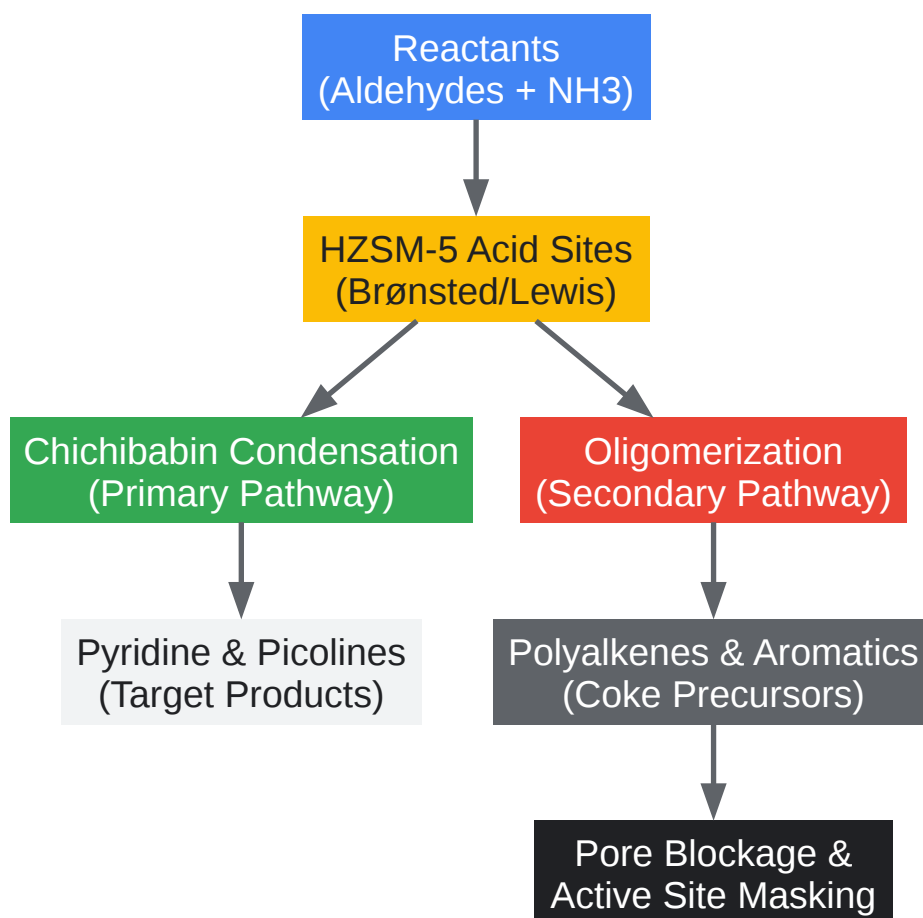 Reactants
(Aldehydes + NH3)
HZSM-5 Acid Sites
(Brønsted/Lewis)
Chichibabin Condensation
(Primary Pathway)
Oligomerization
(Secondary Pathway)
Pyridine & Picolines
(Target Products)
Polyalkenes & Aromatics
(Coke Precursors)
Pore Blockage &
Active Site Masking